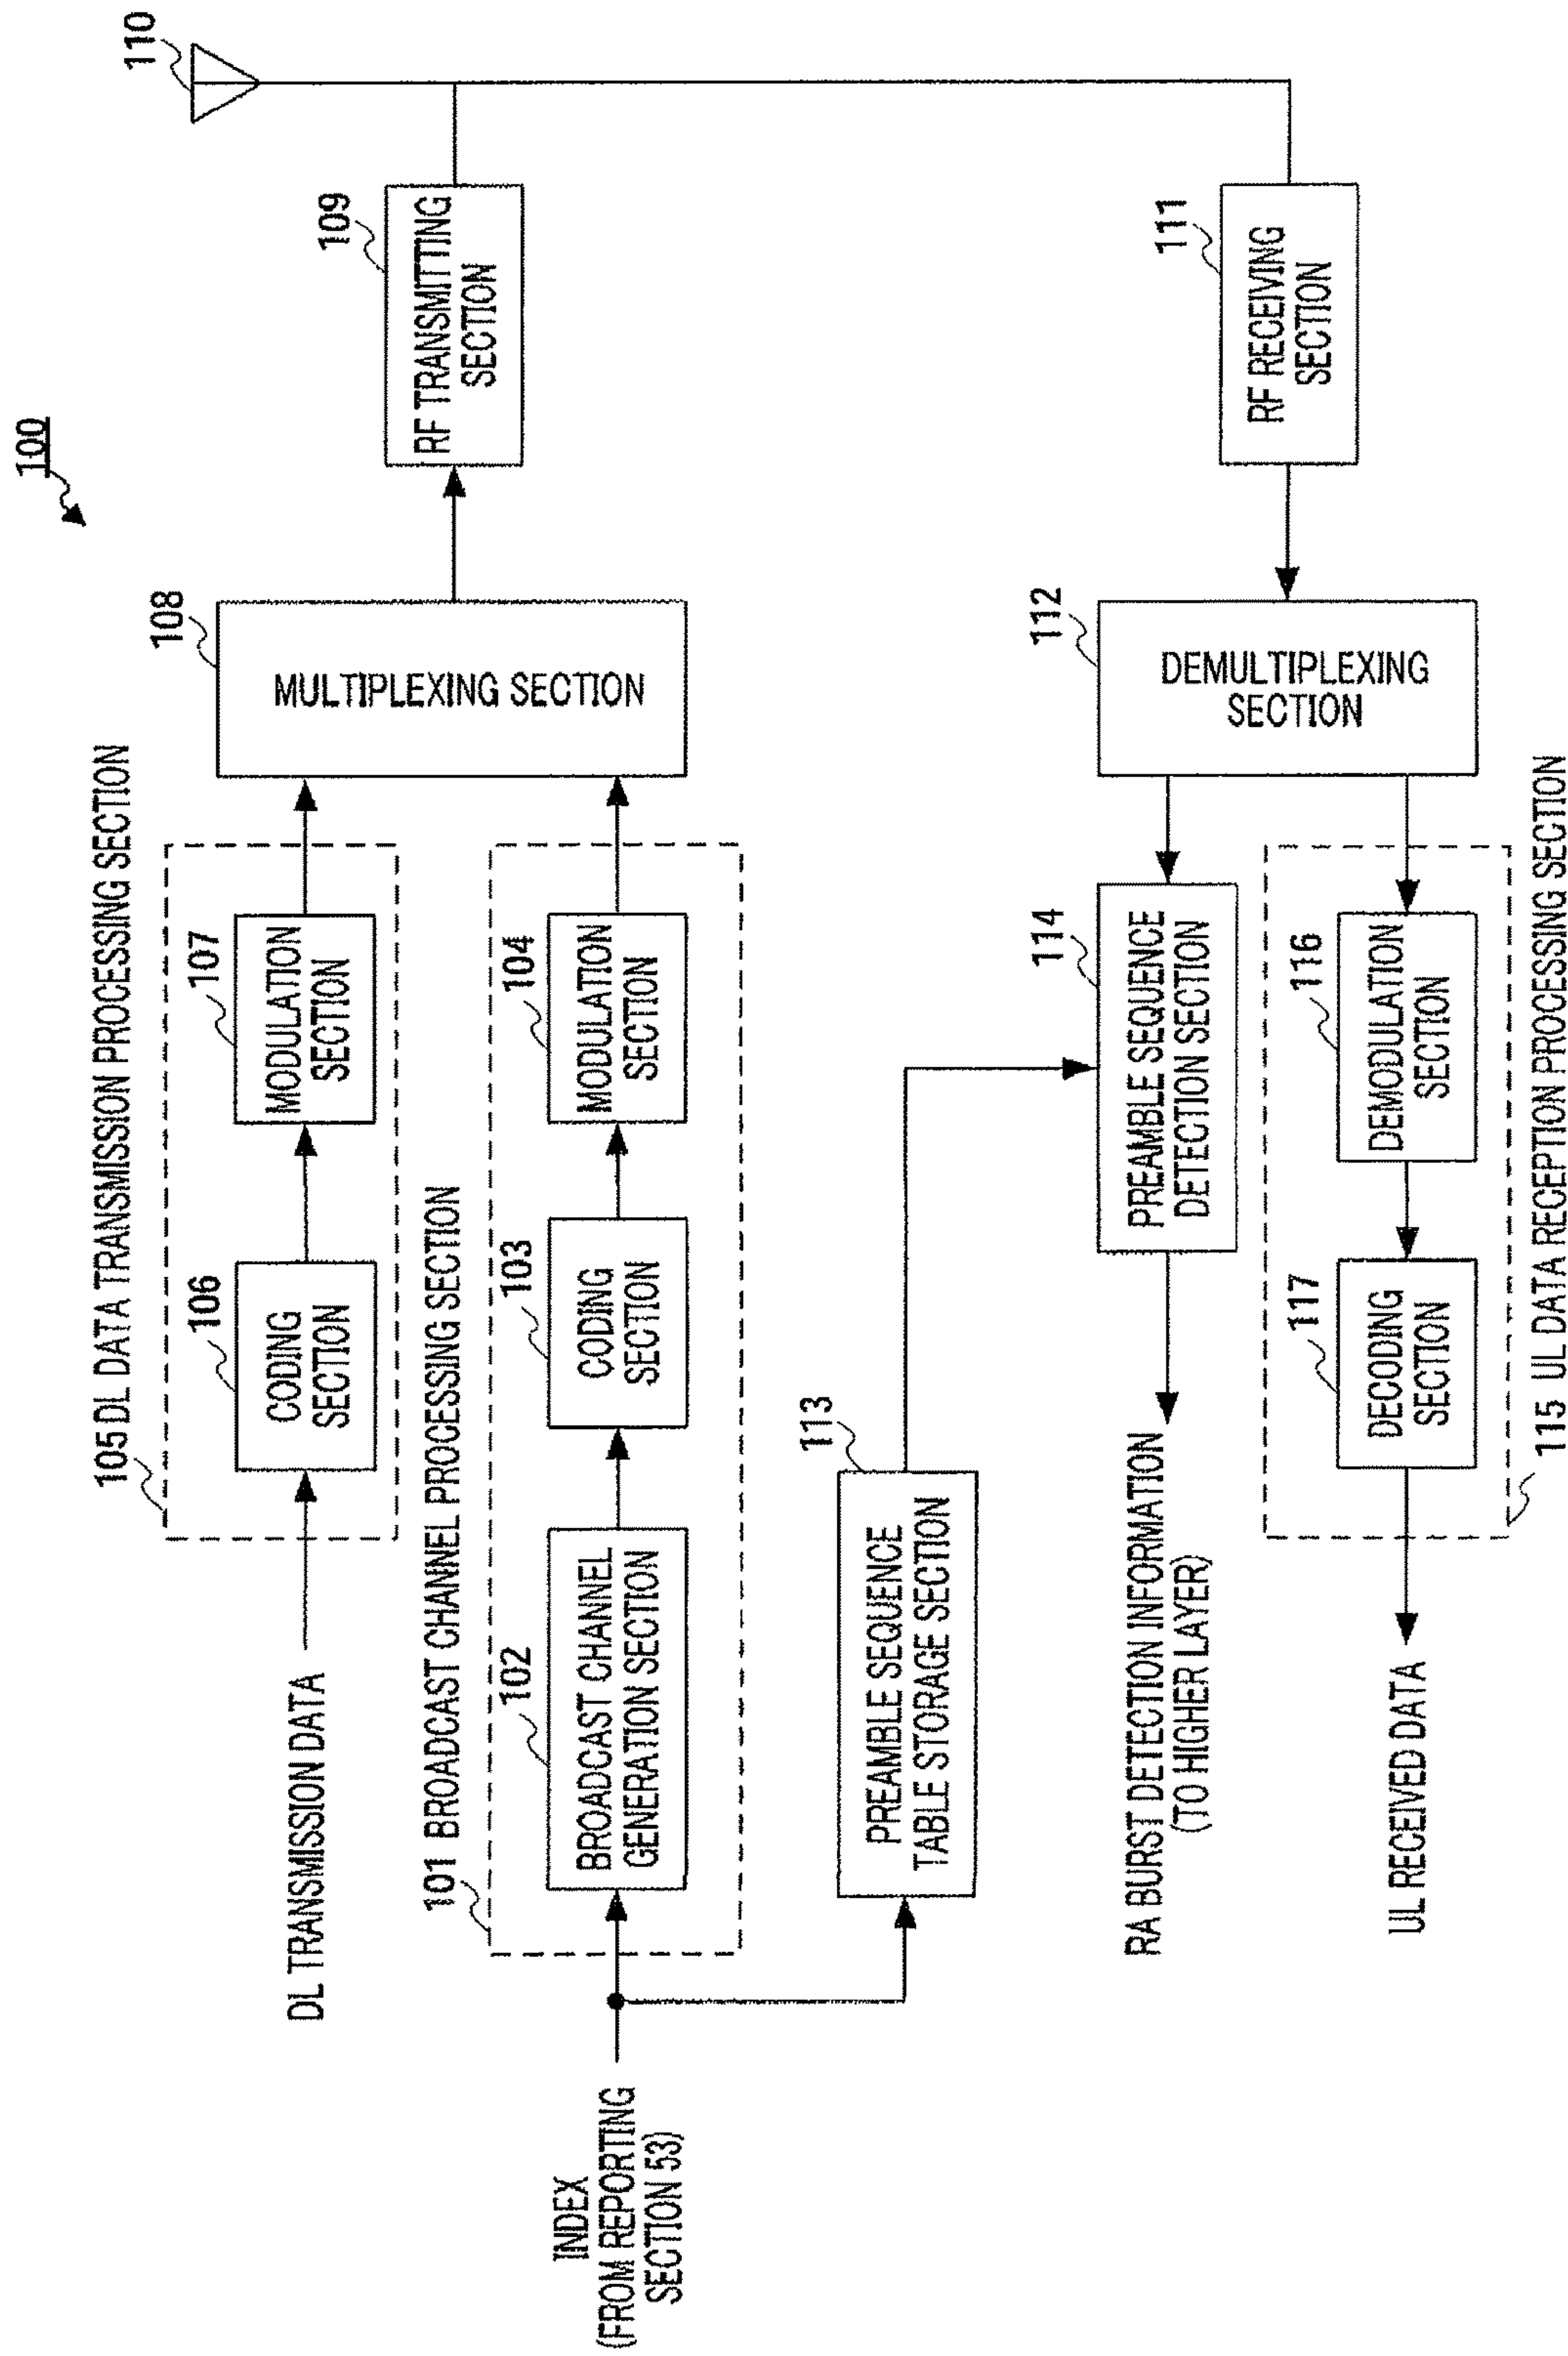 100
110
105 DL DATA TRANSMISSION PROCESSING SECTION
DL TRANSMISSION DATA
106
CODING
SECTION
107
MODULATION
SECTION
108
MULTIPLEXING SECTION
109
RF TRANSMITTING
SECTION
101 BROADCAST CHANNEL PROCESSING SECTION
INDEX
(FROM REPORTING
SECTION 53)
102
BROADCAST CHANNEL
GENERATION SECTION
103
CODING
SECTION
104
MODULATION
SECTION
113
PREAMBLE SEQUENCE
TABLE STORAGE SECTION
RA BURST DETECTION INFORMATION
(TO HIGHER LAYER)
114
PREAMBLE SEQUENCE
DETECTION SECTION
112
DEMULTIPLEXING
SECTION
111
RF RECEIVING
SECTION
UL RECEIVED DATA
117
DECODING
SECTION
116
DEMODULATION
SECTION
115 UL DATA RECEPTION PROCESSING SECTION